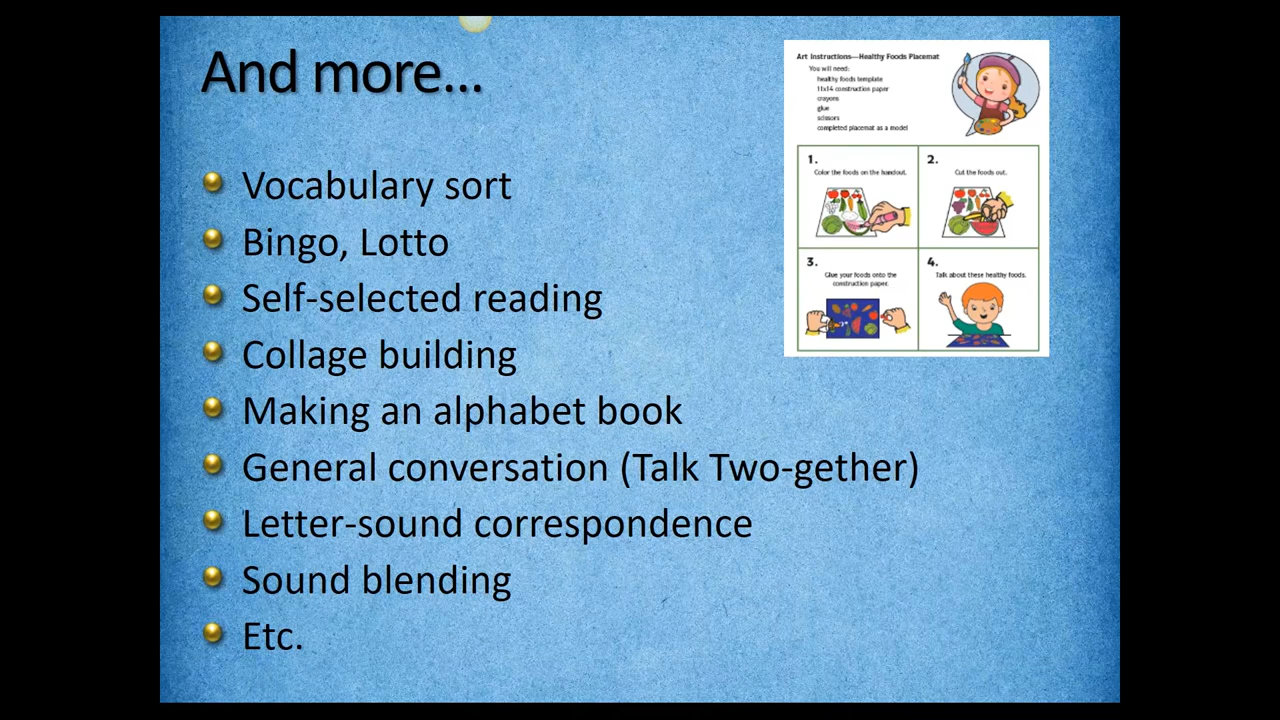 And more...
Vocabulary sort
Bingo, Lotto
Self-selected reading
Collage building
Making an alphabet book
General conversation (Talk Two-gether)
Letter-sound correspondence
Sound blending
Etc.
Art Instructions—Healthy Foods Placemat
You will need:
healthy foods template
11x14 construction paper
crayons
glue
scissors
completed placemat as a model
1.
Color the foods on the handout.
2.
Cut the foods out.
3.
Glue your foods onto the
construction paper.
4.
Talk about these healthy foods.